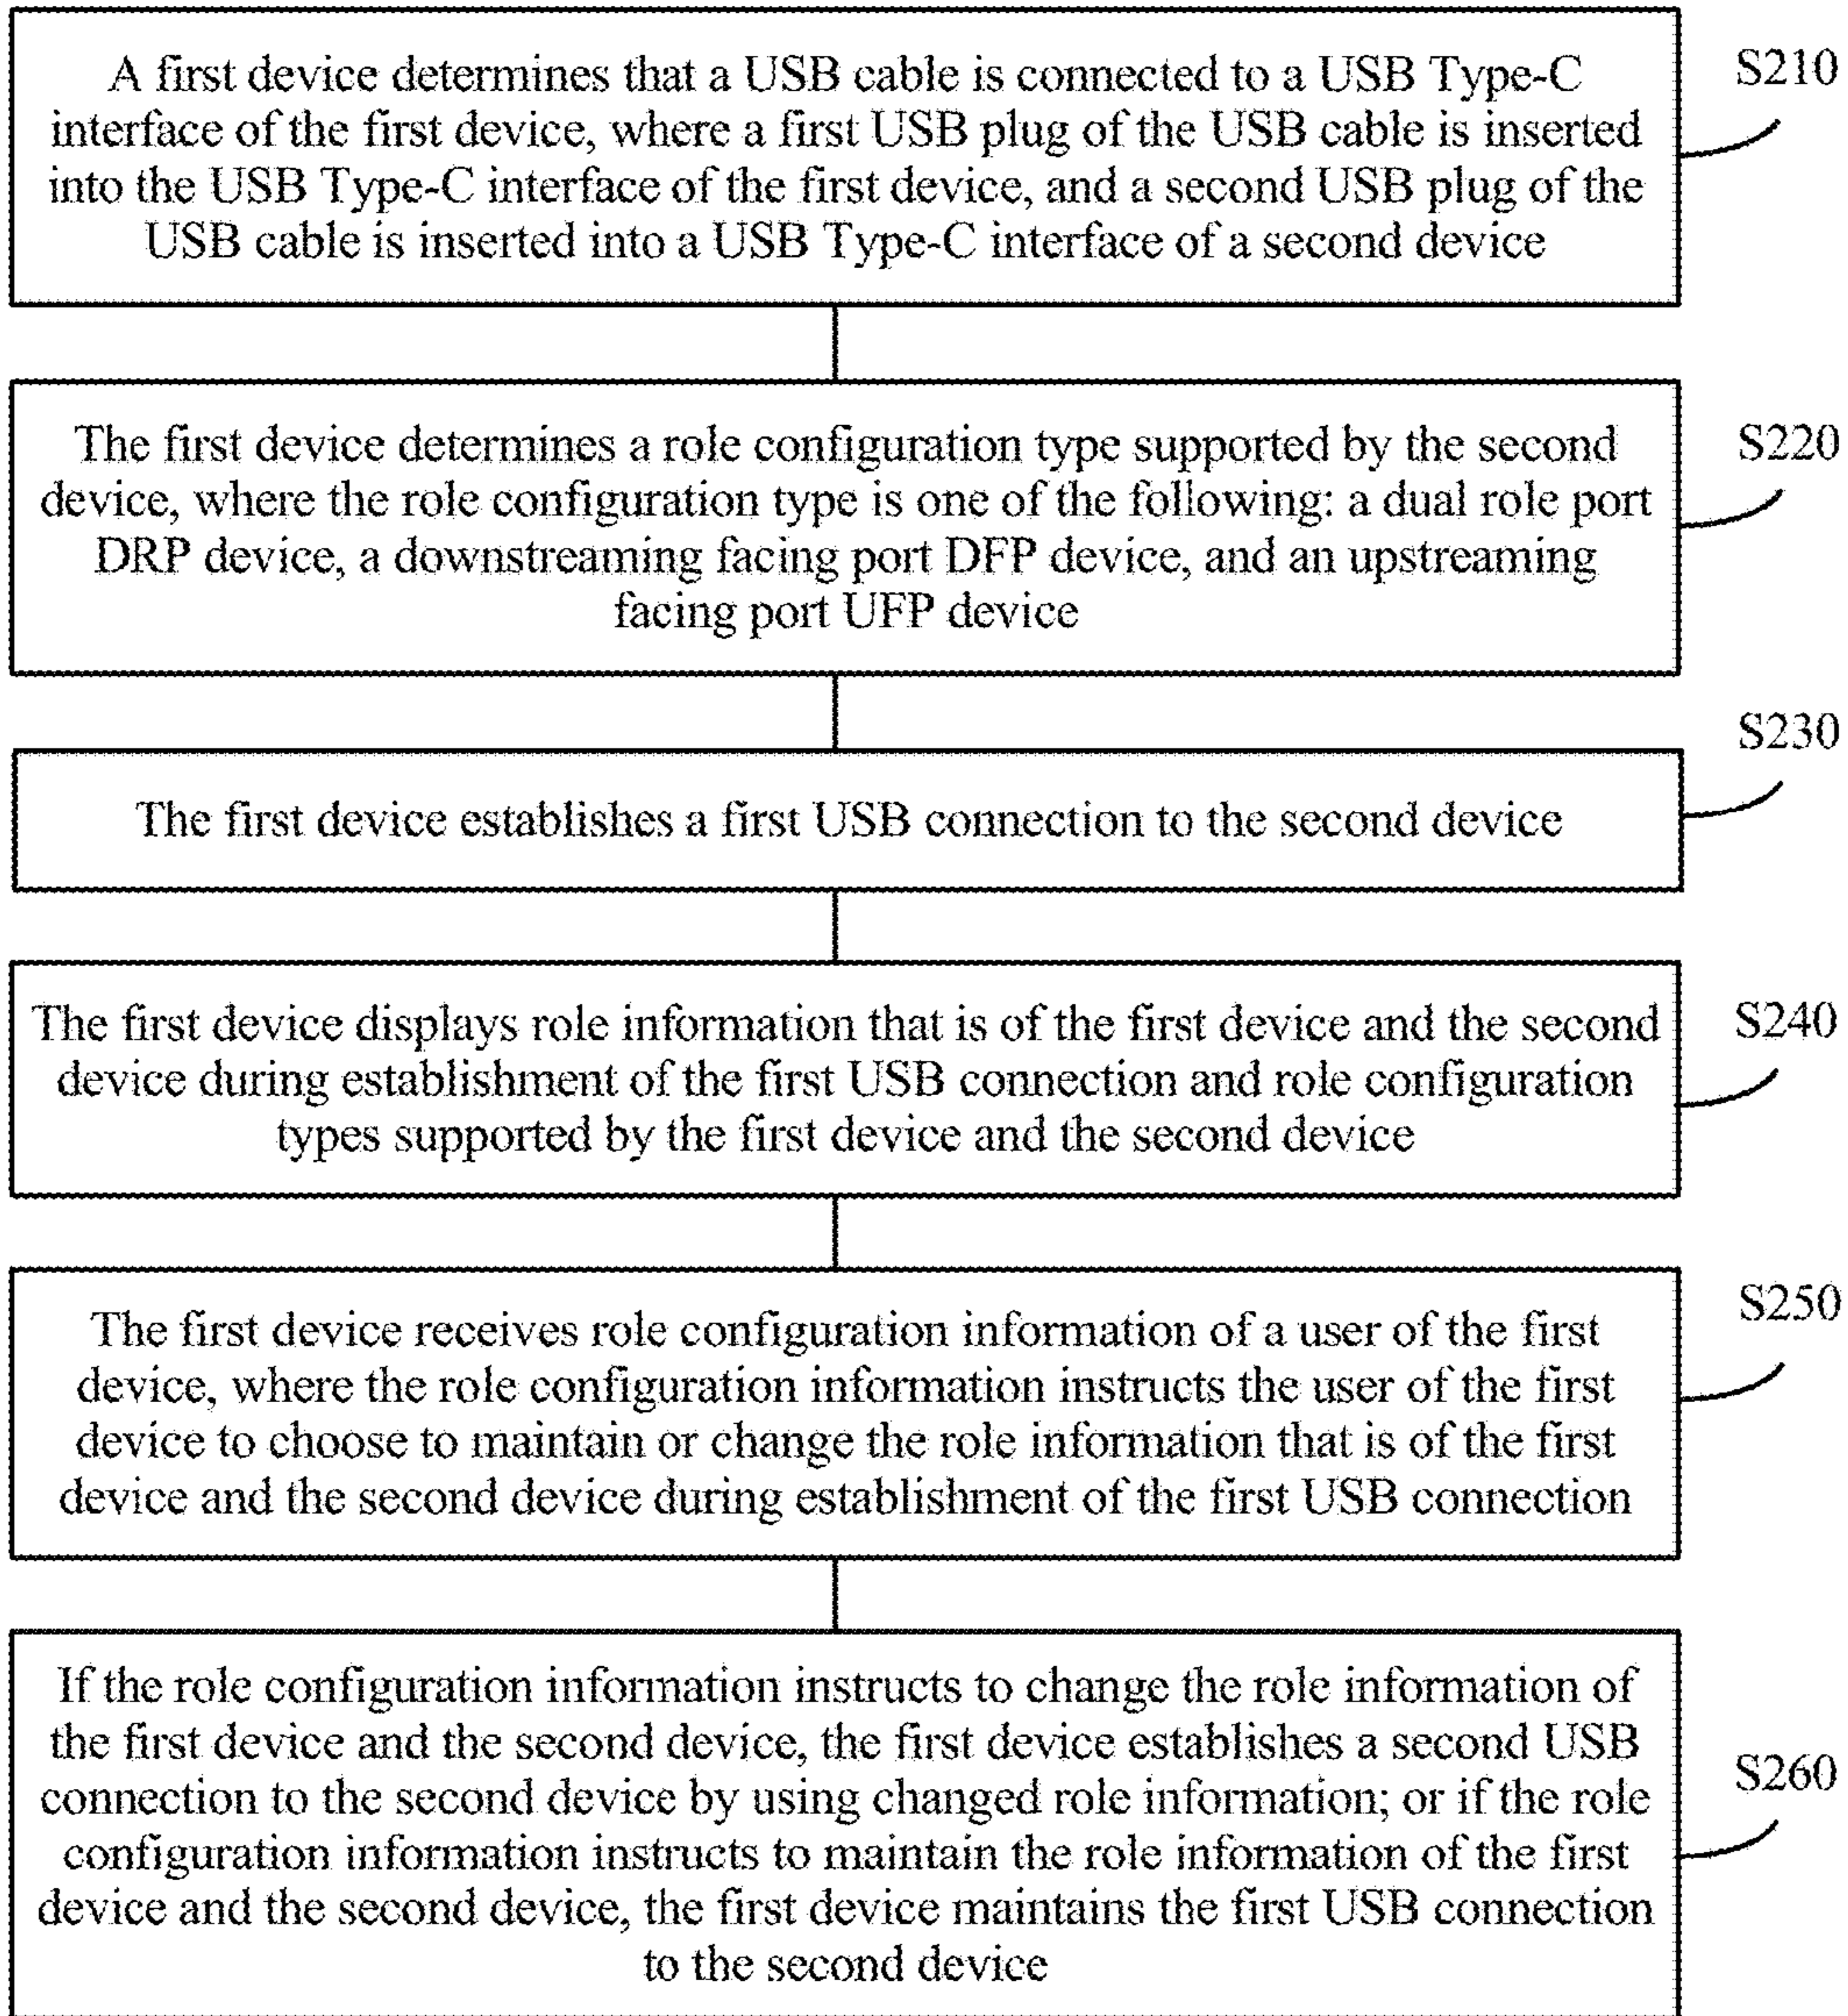 A first device determines that a USB cable is connected to a USB Type-C
interface of the first device, where a first USB plug of the USB cable is inserted
into the USB Type-C interface of the first device, and a second USB plug of the
USB cable is inserted into a USB Type-C interface of a second device
S210
The first device determines a role configuration type supported by the second
device, where the role configuration type is one of the following: a dual role port
DRP device, a downstreaming facing port DFP device, and an upstreaming
facing port UFP device
S220
The first device establishes a first USB connection to the second device
S230
The first device displays role information that is of the first device and the second
device during establishment of the first USB connection and role configuration
types supported by the first device and the second device
S240
The first device receives role configuration information of a user of the first
device, where the role configuration information instructs the user of the first
device to choose to maintain or change the role information that is of the first
device and the second device during establishment of the first USB connection
S250
If the role configuration information instructs to change the role information of
the first device and the second device, the first device establishes a second USB
connection to the second device by using changed role information; or if the role
configuration information instructs to maintain the role information of the first
device and the second device, the first device maintains the first USB connection
to the second device
S260